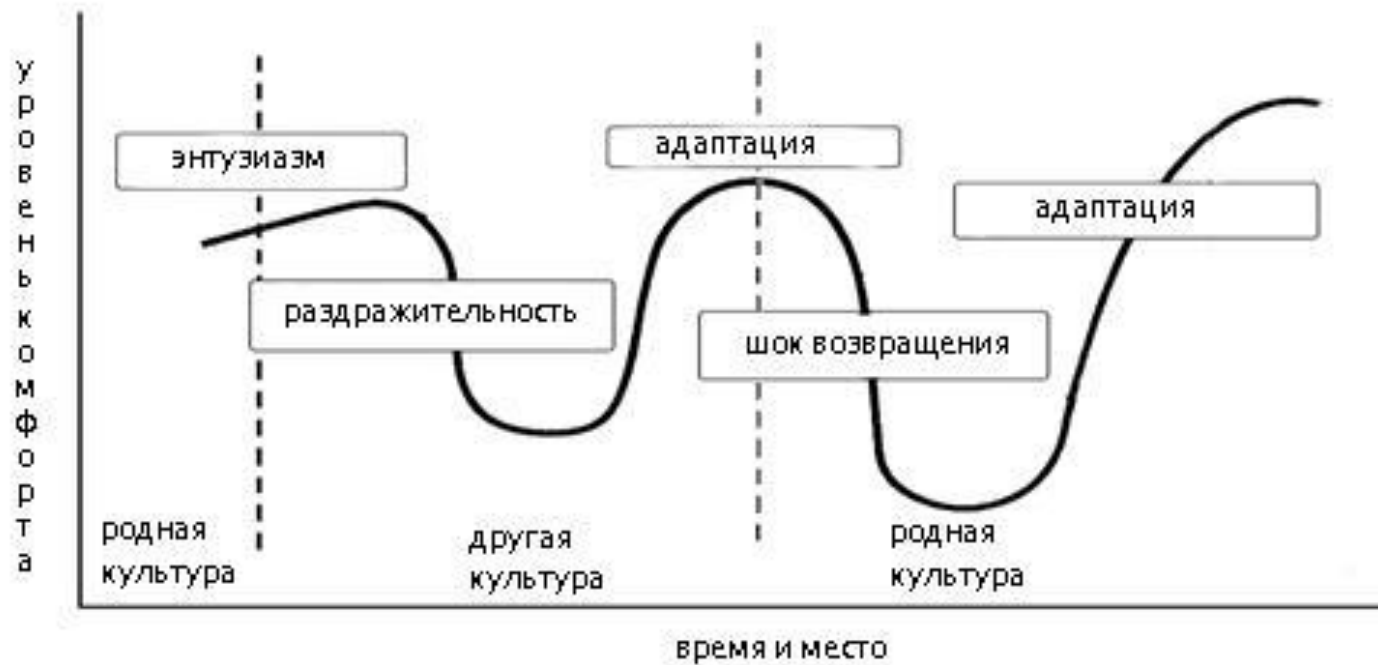 уровень комфорта
энтузиазм
адаптация
адаптация
раздражительность
шок возвращения
родная
культура
другая
культура
родная
культура
время и место